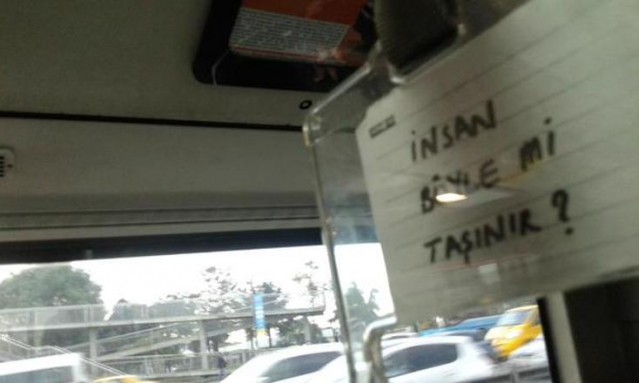 İNSAN
BÖYLE Mİ
TAŞINIR?